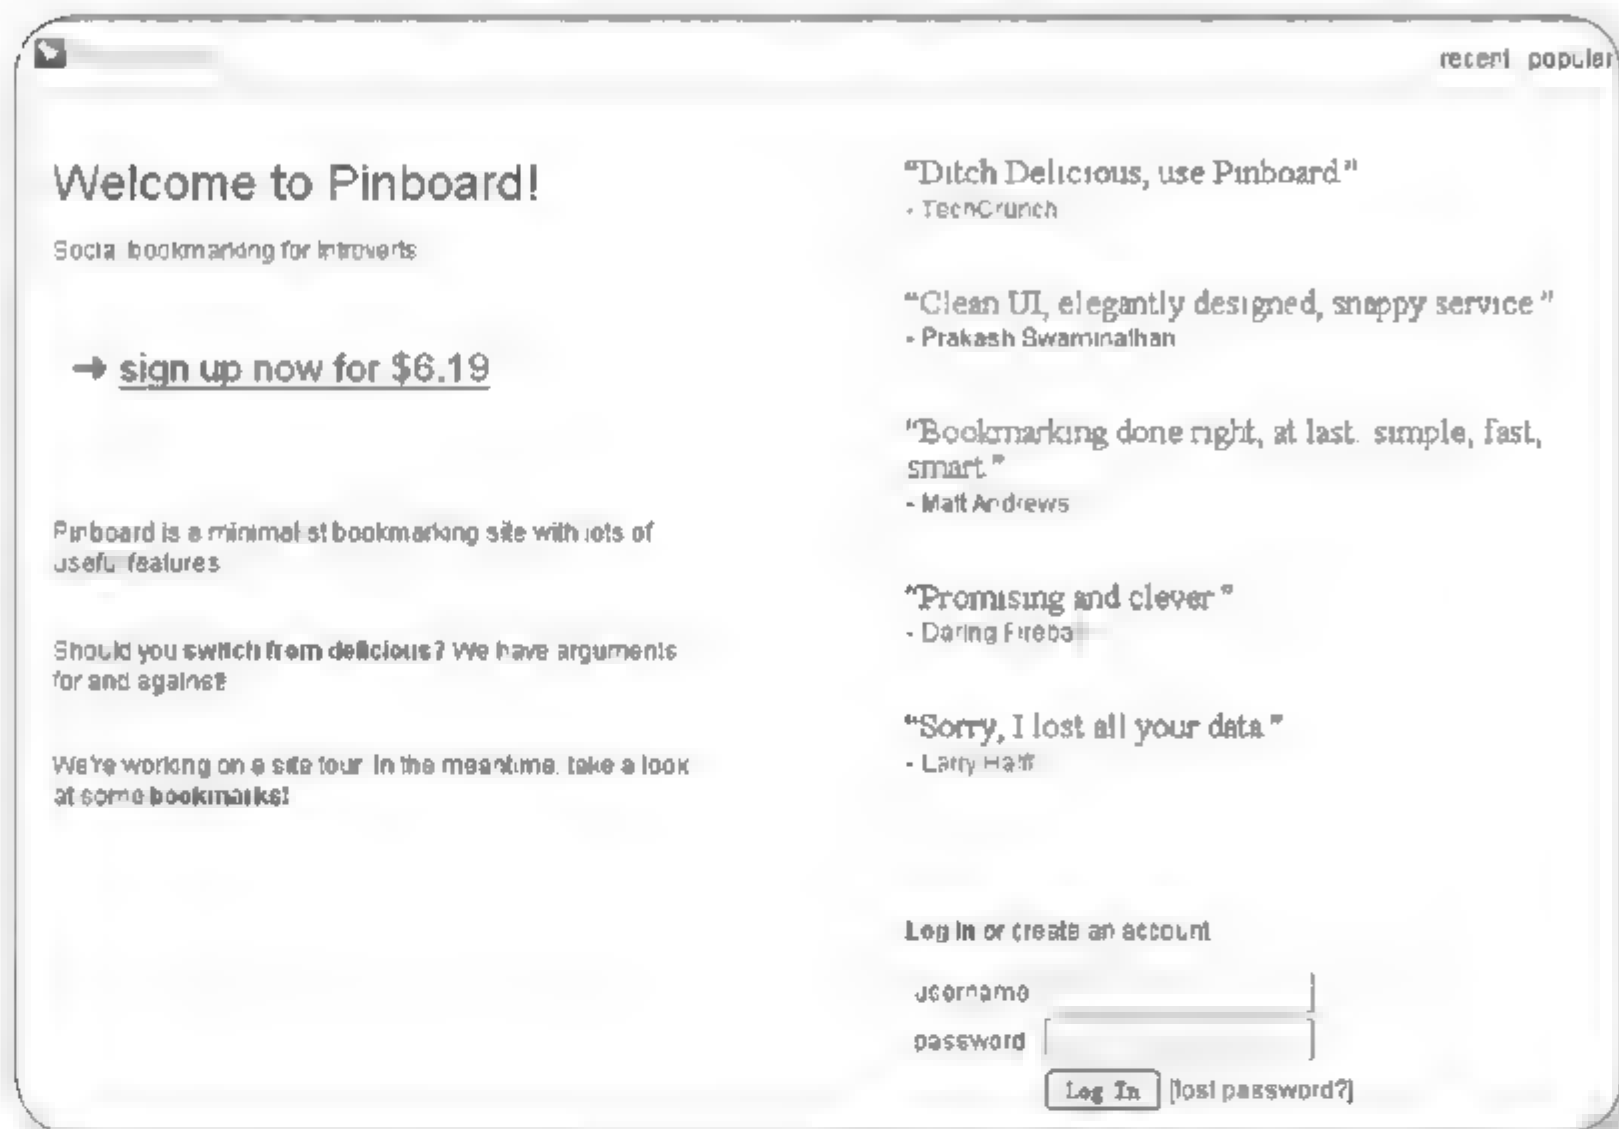 recent popular
Welcome to Pinboard!
Social bookmarking for introverts
→ sign up now for $6.19
Pinboard is a minimalist bookmarking site with lots of
useful features
Should you switch from delicious? We have arguments
for and against!
We're working on a site tour. In the meantime, take a look
at some bookmarks!
“Ditch Delicious, use Pinboard”
- TechCrunch
“Clean UI, elegantly designed, snappy service”
- Prakash Swaminathan
“Bookmarking done right, at last. simple, fast,
smart.”
- Matt Andrews
“Promising and clever”
- Daring Fireball
“Sorry, I lost all your data”
- Larry Halff
Log in or create an account
username
password
Log In [lost password?]